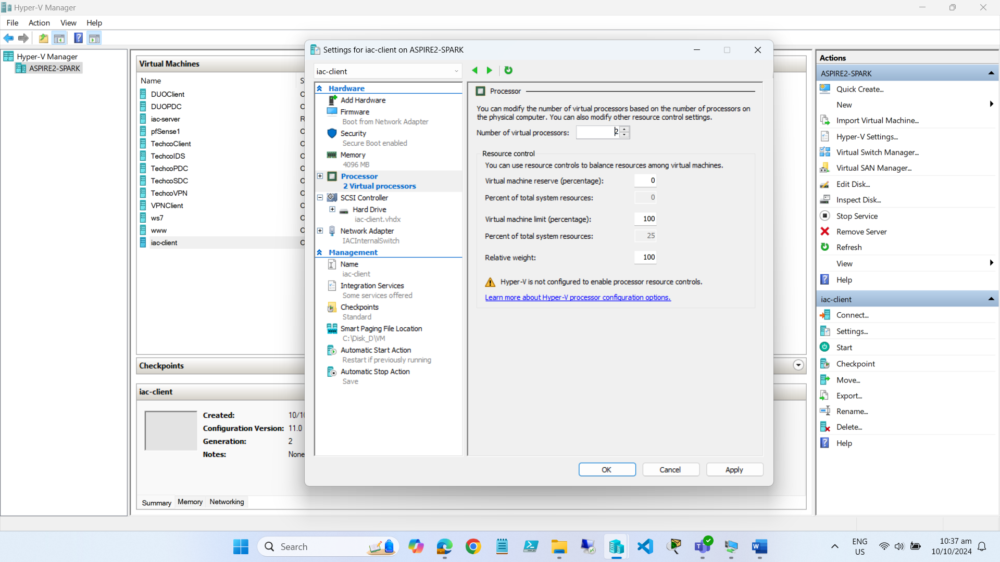 Hyper-V Manager
File Action View Help
Hyper-V Manager
ASPIRE2-SPARK
Virtual Machines
Name
DUOClient
DUOPDC
iac-server
pfSense1
TechcoClient
TechcoIDS
TechcoPDC
TechcoSDC
TechcoVPN
VPNClient
ws7
www
iac-client
Checkpoints
iac-client
Created: 10/10
Configuration Version: 11.0
Generation: 2
Notes: None
Summary Memory Networking
Settings for iac-client on ASPIRE2-SPARK
iac-client
Hardware
Add Hardware
Firmware
Boot from Network Adapter
Security
Secure Boot enabled
Memory
4096 MB
Processor
2 Virtual processors
SCSI Controller
Hard Drive
iac-client.vhdx
Network Adapter
IACInternalSwitch
Management
Name
iac-client
Integration Services
Some services offered
Checkpoints
Standard
Smart Paging File Location
C:\Disk_D\VM
Automatic Start Action
Restart if previously running
Automatic Stop Action
Save
Processor
You can modify the number of virtual processors based on the number of processors on
the physical computer. You can also modify other resource control settings.
Number of virtual processors: 2
Resource control
You can use resource controls to balance resources among virtual machines.
Virtual machine reserve (percentage): 0
Percent of total system resources: 0
Virtual machine limit (percentage): 100
Percent of total system resources: 25
Relative weight: 100
Hyper-V is not configured to enable processor resource controls.
Learn more about Hyper-V processor configuration options.
OK Cancel Apply
Actions
ASPIRE2-SPARK
Quick Create...
New
Import Virtual Machine...
Hyper-V Settings...
Virtual Switch Manager...
Virtual SAN Manager...
Edit Disk...
Inspect Disk...
Stop Service
Remove Server
Refresh
View
Help
iac-client
Connect...
Settings...
Start
Checkpoint
Move...
Export...
Rename...
Delete...
Help
Search
ENG
US
10:37 am
10/10/2024